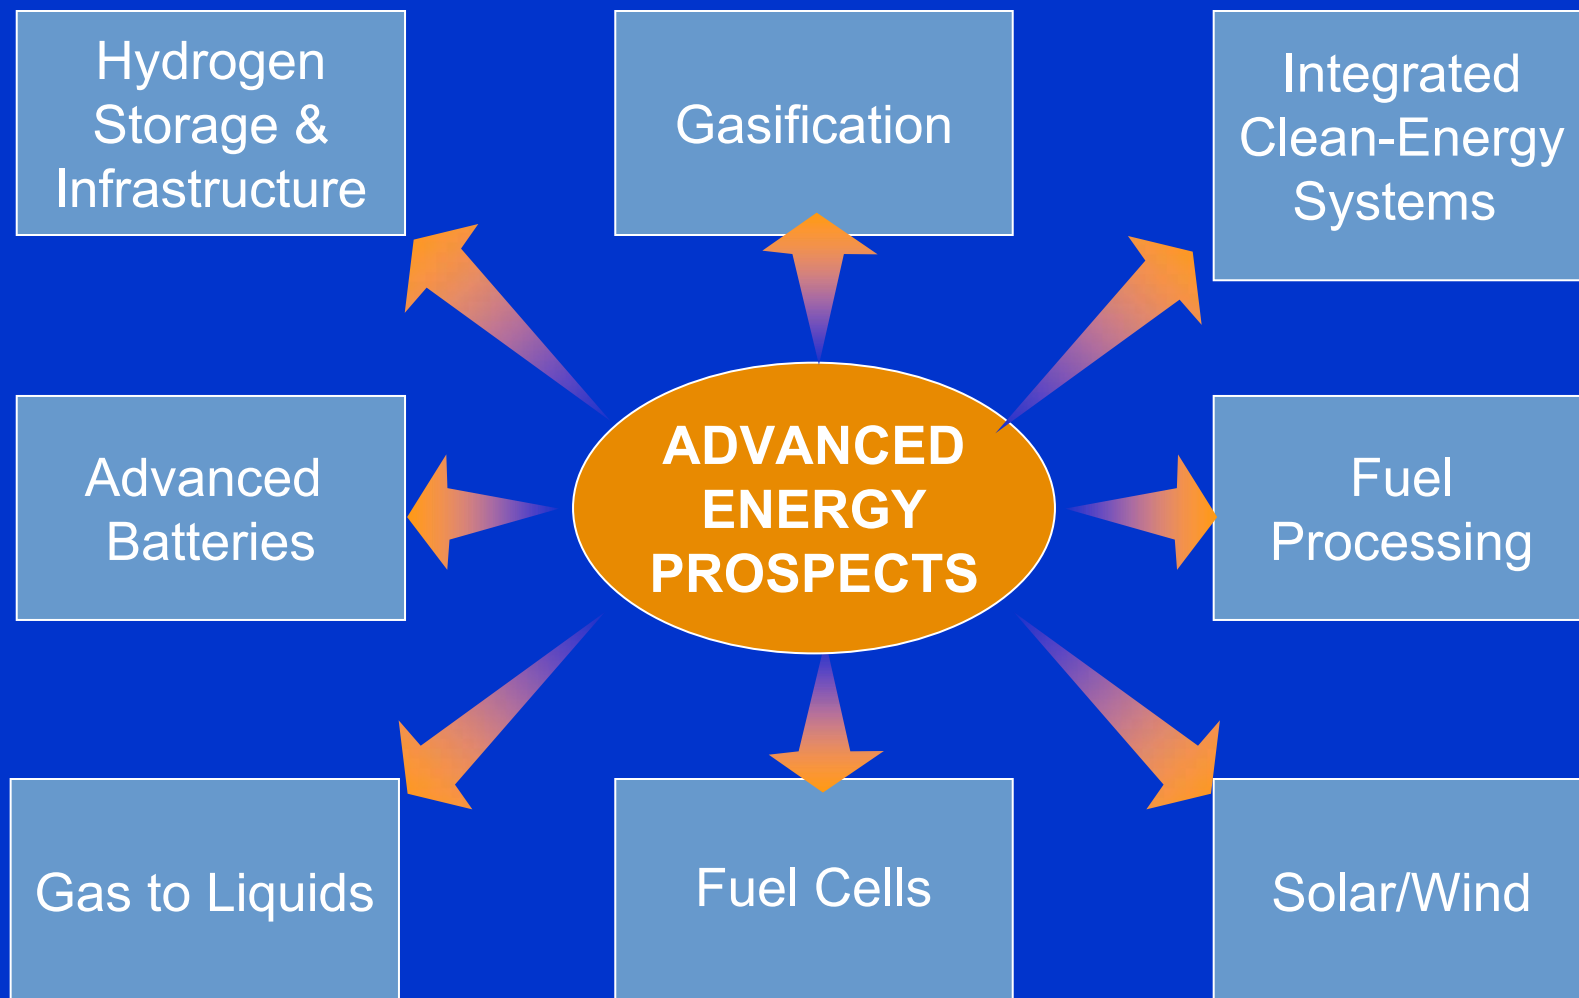 Hydrogen
Storage &
Infrastructure
Gasification
Integrated
Clean-Energy
Systems
Advanced
Batteries
ADVANCED
ENERGY
PROSPECTS
Fuel
Processing
Gas to Liquids
Fuel Cells
Solar/Wind